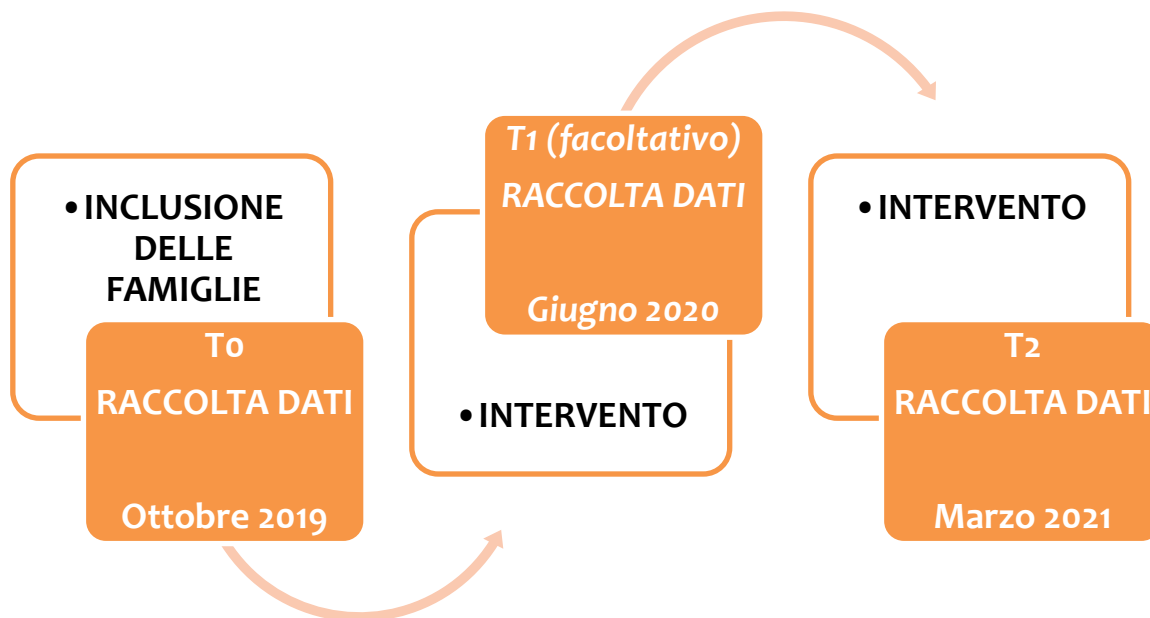 • INCLUSIONE
DELLE
FAMIGLIE
T0
RACCOLTA DATI
Ottobre 2019
T1 (facoltativo)
RACCOLTA DATI
Giugno 2020
• INTERVENTO
• INTERVENTO
T2
RACCOLTA DATI
Marzo 2021